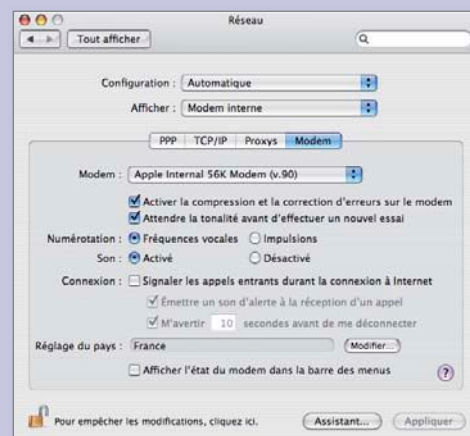 Réseau
Tout afficher
Configuration : Automatique
Afficher : Modem interne
PPP TCP/IP Proxys Modem
Modem : Apple Internal 56K Modem (v.90)
Activer la compression et la correction d'erreurs sur le modem
Attendre la tonalité avant d'effectuer un nouvel essai
Numérotation : Fréquences vocales Impulsions
Son : Activé Désactivé
Connexion : Signaler les appels entrants durant la connexion à Internet
Émettre un son d'alerte à la réception d'un appel
M'avertir 10 secondes avant de me déconnecter
Réglage du pays : France Modifier...
Afficher l'état du modem dans la barre des menus ?
Pour empêcher les modifications, cliquez ici. Assistant... Appliquer